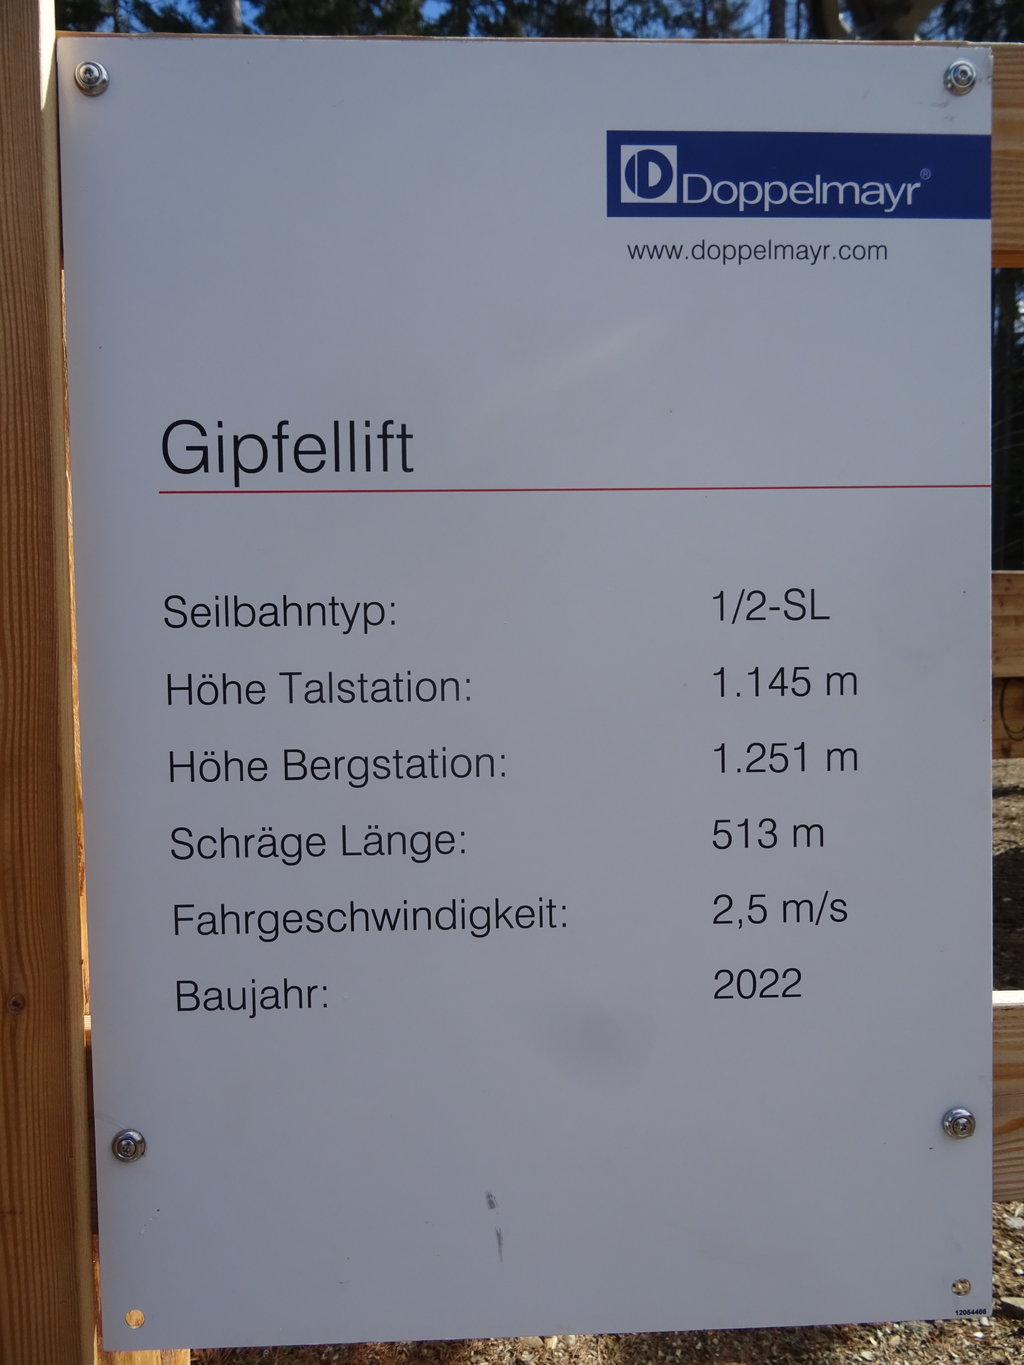 Doppelmayr®
www.doppelmayr.com
Gipfellift
Seilbahntyp: 1/2-SL
Höhe Talstation: 1.145 m
Höhe Bergstation: 1.251 m
Schräge Länge: 513 m
Fahrgeschwindigkeit: 2,5 m/s
Baujahr: 2022
12054466